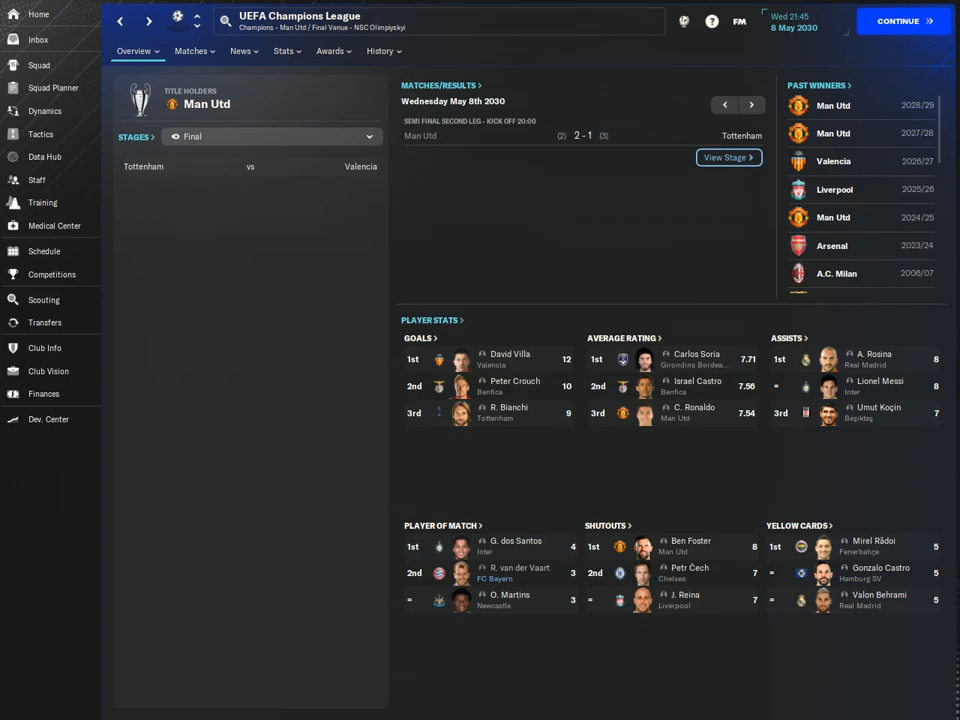 Home
Inbox
Squad
Squad Planner
Dynamics
Tactics
Data Hub
Staff
Training
Medical Center
Schedule
Competitions
Scouting
Transfers
Club Info
Club Vision
Finances
Dev. Center
UEFA Champions League
Champions - Man Utd / Final Venue - NSC Olimpiyskyi
? FM
Wed 21:45
8 May 2030
CONTINUE
Overview Matches News Stats Awards History
TITLE HOLDERS
Man Utd
STAGES Final
Tottenham vs Valencia
MATCHES/RESULTS
Wednesday May 8th 2030
SEMI FINAL SECOND LEG - KICK OFF 20:00
Man Utd (2) 2 - 1 (3) Tottenham
View Stage
PAST WINNERS
Man Utd 2028/29
Man Utd 2027/28
Valencia 2026/27
Liverpool 2025/26
Man Utd 2024/25
Arsenal 2023/24
A.C. Milan 2006/07
PLAYER STATS
GOALS
1st David Villa 12
Valencia
2nd Peter Crouch 10
Benfica
3rd R. Bianchi 9
Tottenham
AVERAGE RATING
1st Carlos Soria 7.71
Girondins Bordea...
2nd Israel Castro 7.56
Benfica
3rd C. Ronaldo 7.54
Man Utd
ASSISTS
1st A. Rosina 8
Real Madrid
= Lionel Messi 8
Inter
3rd Umut Koçin 7
Beşiktaş
PLAYER OF MATCH
1st G. dos Santos 4
Inter
2nd R. van der Vaart 3
FC Bayern
= O. Martins 3
Newcastle
SHUTOUTS
1st Ben Foster 8
Man Utd
2nd Petr Čech 7
Chelsea
= J. Reina 7
Liverpool
YELLOW CARDS
1st Mirel Rădoi 5
Fenerbahçe
= Gonzalo Castro 5
Hamburg SV
= Valon Behrami 5
Real Madrid